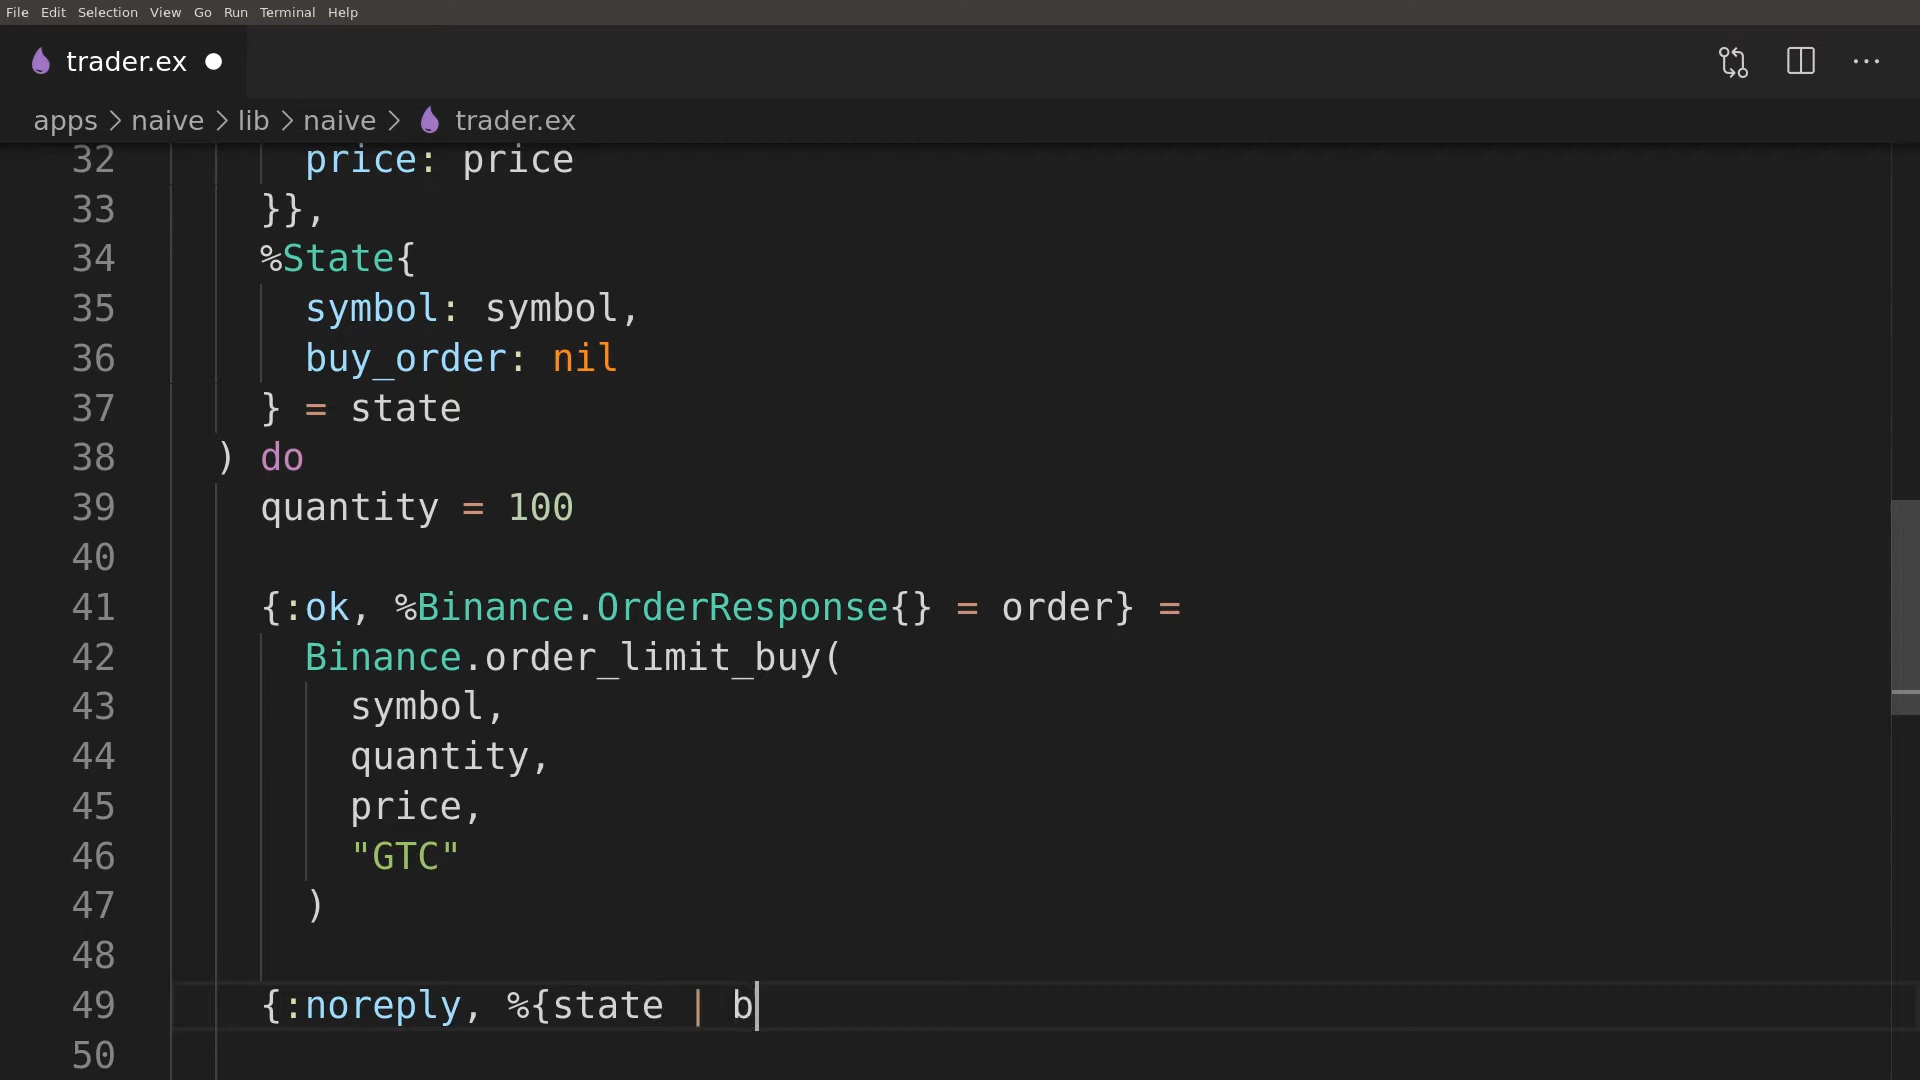 File Edit Selection View Go Run Terminal Help
trader.ex
apps > naive > lib > naive > trader.ex
32 price: price
33 }},
34 %State{
35 symbol: symbol,
36 buy_order: nil
37 } = state
38 ) do
39 quantity = 100
40
41 {:ok, %Binance.OrderResponse{} = order} =
42 Binance.order_limit_buy(
43 symbol,
44 quantity,
45 price,
46 "GTC"
47 )
48
49 {:noreply, %{state | b
50